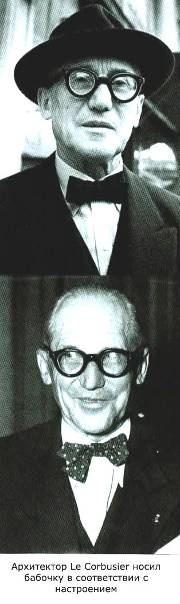 Архитектор Le Corbusier носил
бабочку в соответствии с
настроением